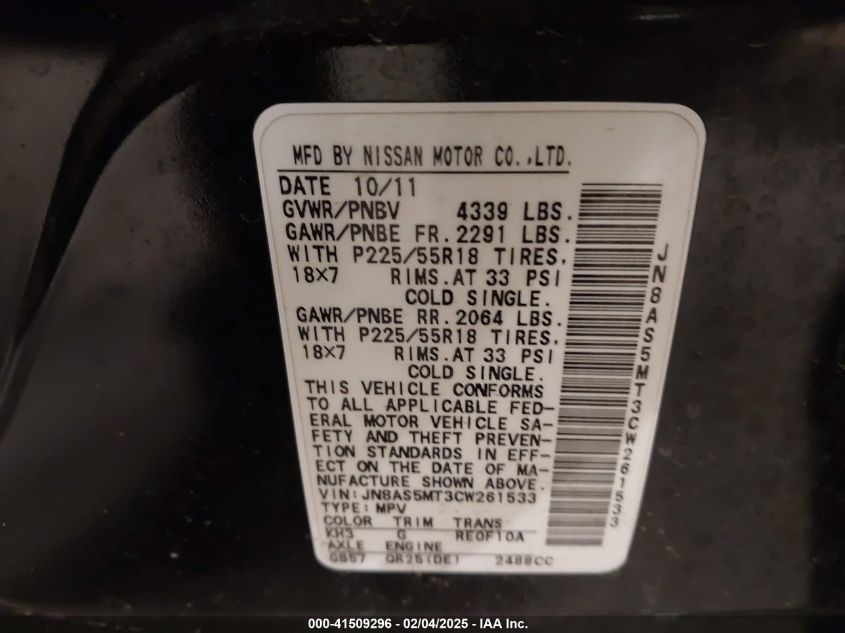 MFD BY NISSAN MOTOR CO.,LTD.
DATE 10/11
GVWR/PNBV 4339 LBS.
GAWR/PNBE FR. 2291 LBS.
WITH P225/55R18 TIRES,
18X7 RIMS.AT 33 PSI
COLD SINGLE.
GAWR/PNBE RR. 2064 LBS.
WITH P225/55R18 TIRES,
18X7 RIMS.AT 33 PSI
COLD SINGLE.
THIS VEHICLE CONFORMS
TO ALL APPLICABLE FED-
ERAL MOTOR VEHICLE SA-
FETY AND THEFT PREVEN-
TION STANDARDS IN EFF-
ECT ON THE DATE OF MA-
NUFACTURE SHOWN ABOVE.
VIN: JN8AS5MT3CW261533
TYPE: MPV
COLOR TRIM TRANS
KH3 G RE0F10A
AXLE ENGINE
GS57 QR25(DE) 2488CC
JN8AS5MT3CW261533
000-41509296 - 02/04/2025 - IAA Inc.